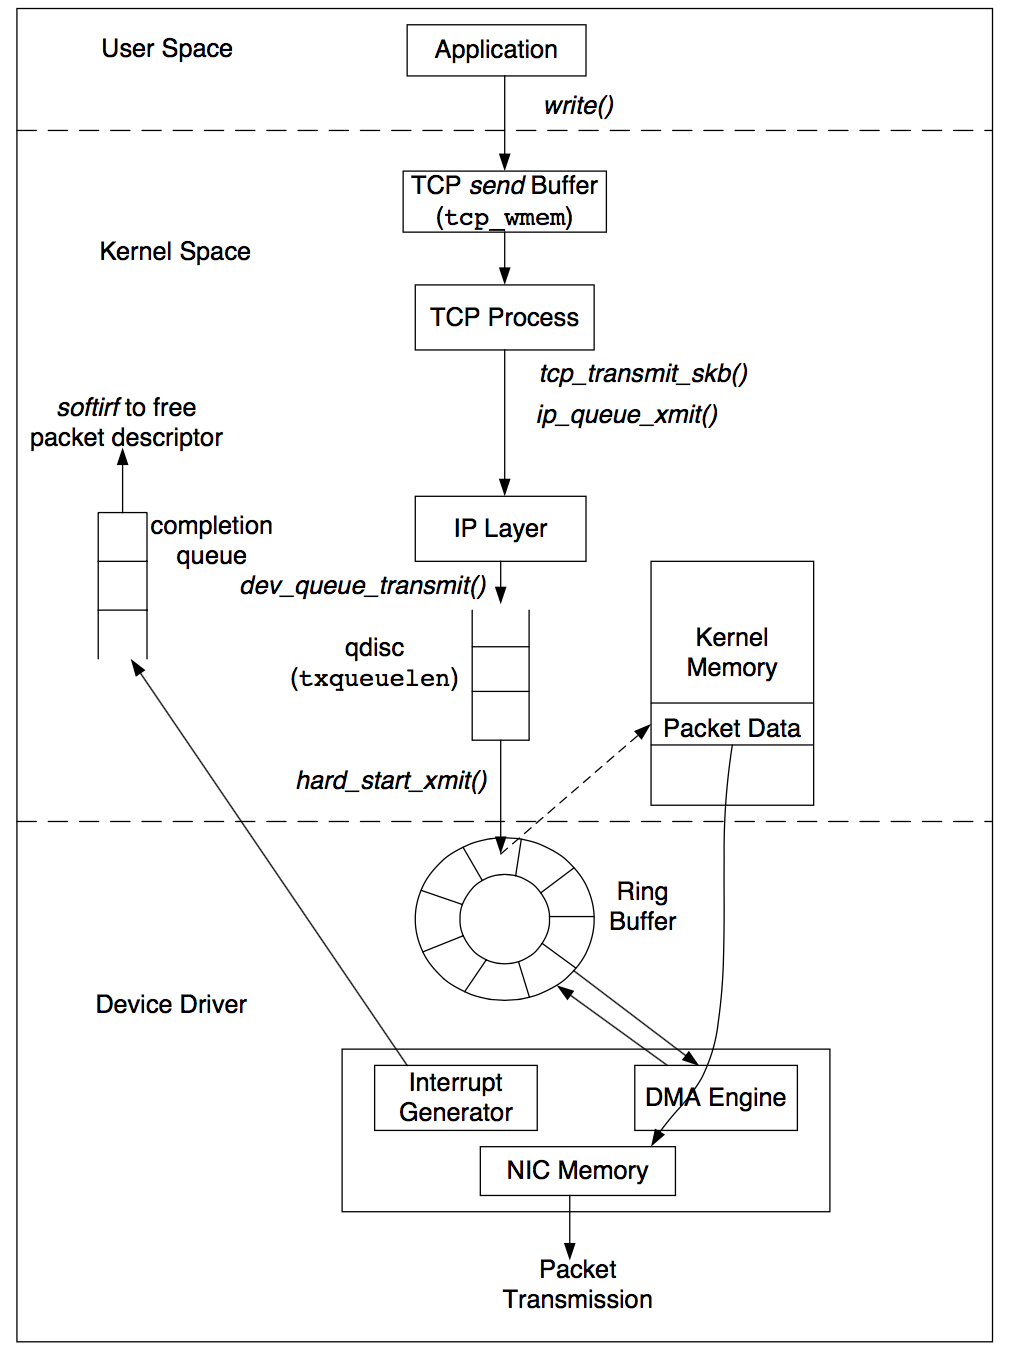 User Space
Application
write()
TCP send Buffer
(tcp_wmem)
Kernel Space
TCP Process
tcp_transmit_skb()
ip_queue_xmit()
softirf to free
packet descriptor
completion
queue
IP Layer
dev_queue_transmit()
qdisc
(txqueuelen)
Kernel
Memory
Packet Data
hard_start_xmit()
Ring
Buffer
Device Driver
Interrupt
Generator
DMA Engine
NIC Memory
Packet
Transmission